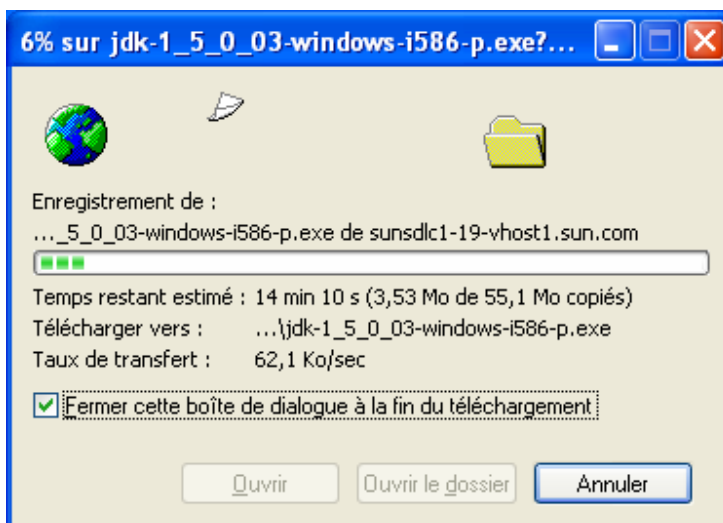 6% sur jdk-1_5_0_03-windows-i586-p.exe?...
Enregistrement de :
..._5_0_03-windows-i586-p.exe de sunsdlc1-19-vhost1.sun.com
Temps restant estimé : 14 min 10 s (3,53 Mo de 55,1 Mo copiés)
Télécharger vers : ...\jdk-1_5_0_03-windows-i586-p.exe
Taux de transfert : 62,1 Ko/sec
Fermer cette boîte de dialogue à la fin du téléchargement
Ouvrir Ouvrir le dossier Annuler